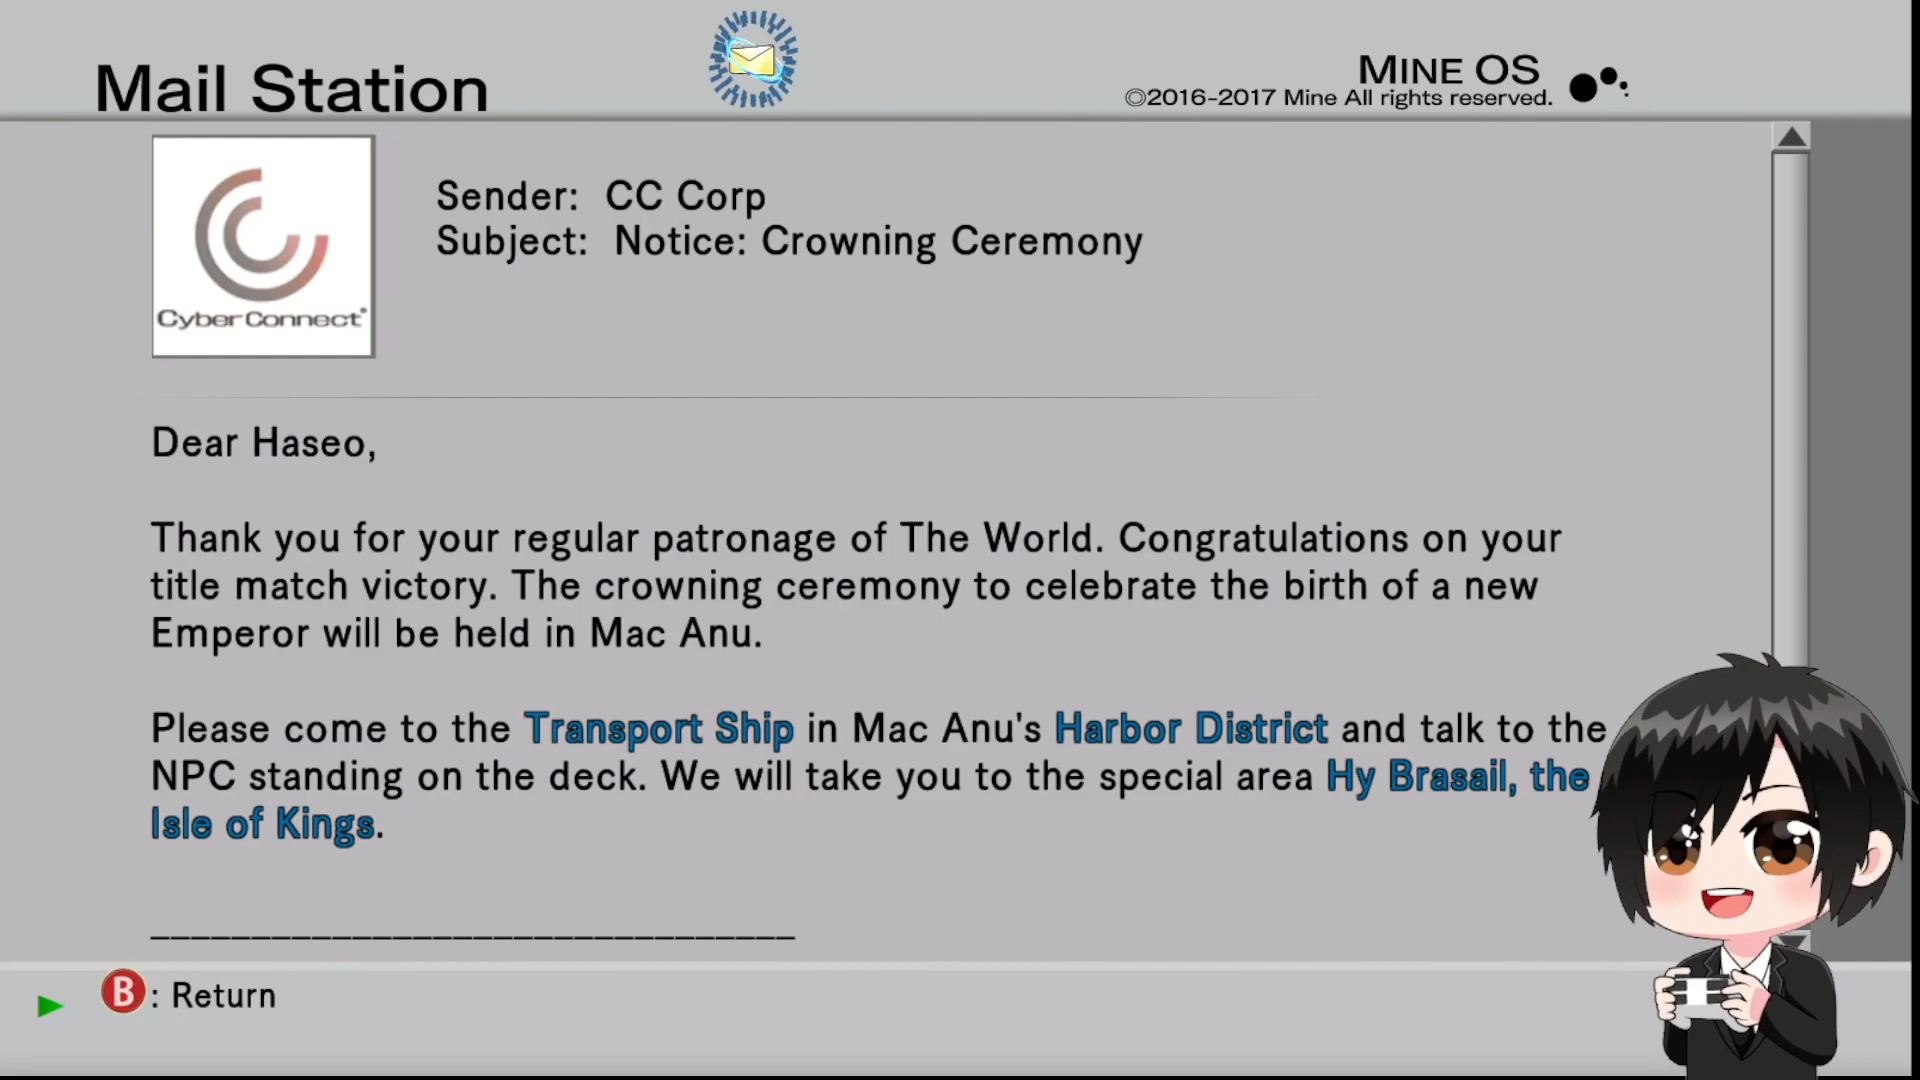 Mail Station
MINE OS
©2016-2017 Mine All rights reserved.
CyberConnect
Sender: CC Corp
Subject: Notice: Crowning Ceremony
Dear Haseo,
Thank you for your regular patronage of The World. Congratulations on your
title match victory. The crowning ceremony to celebrate the birth of a new
Emperor will be held in Mac Anu.
Please come to the Transport Ship in Mac Anu's Harbor District and talk to the
NPC standing on the deck. We will take you to the special area Hy Brasail, the
Isle of Kings.
________________________________
B: Return